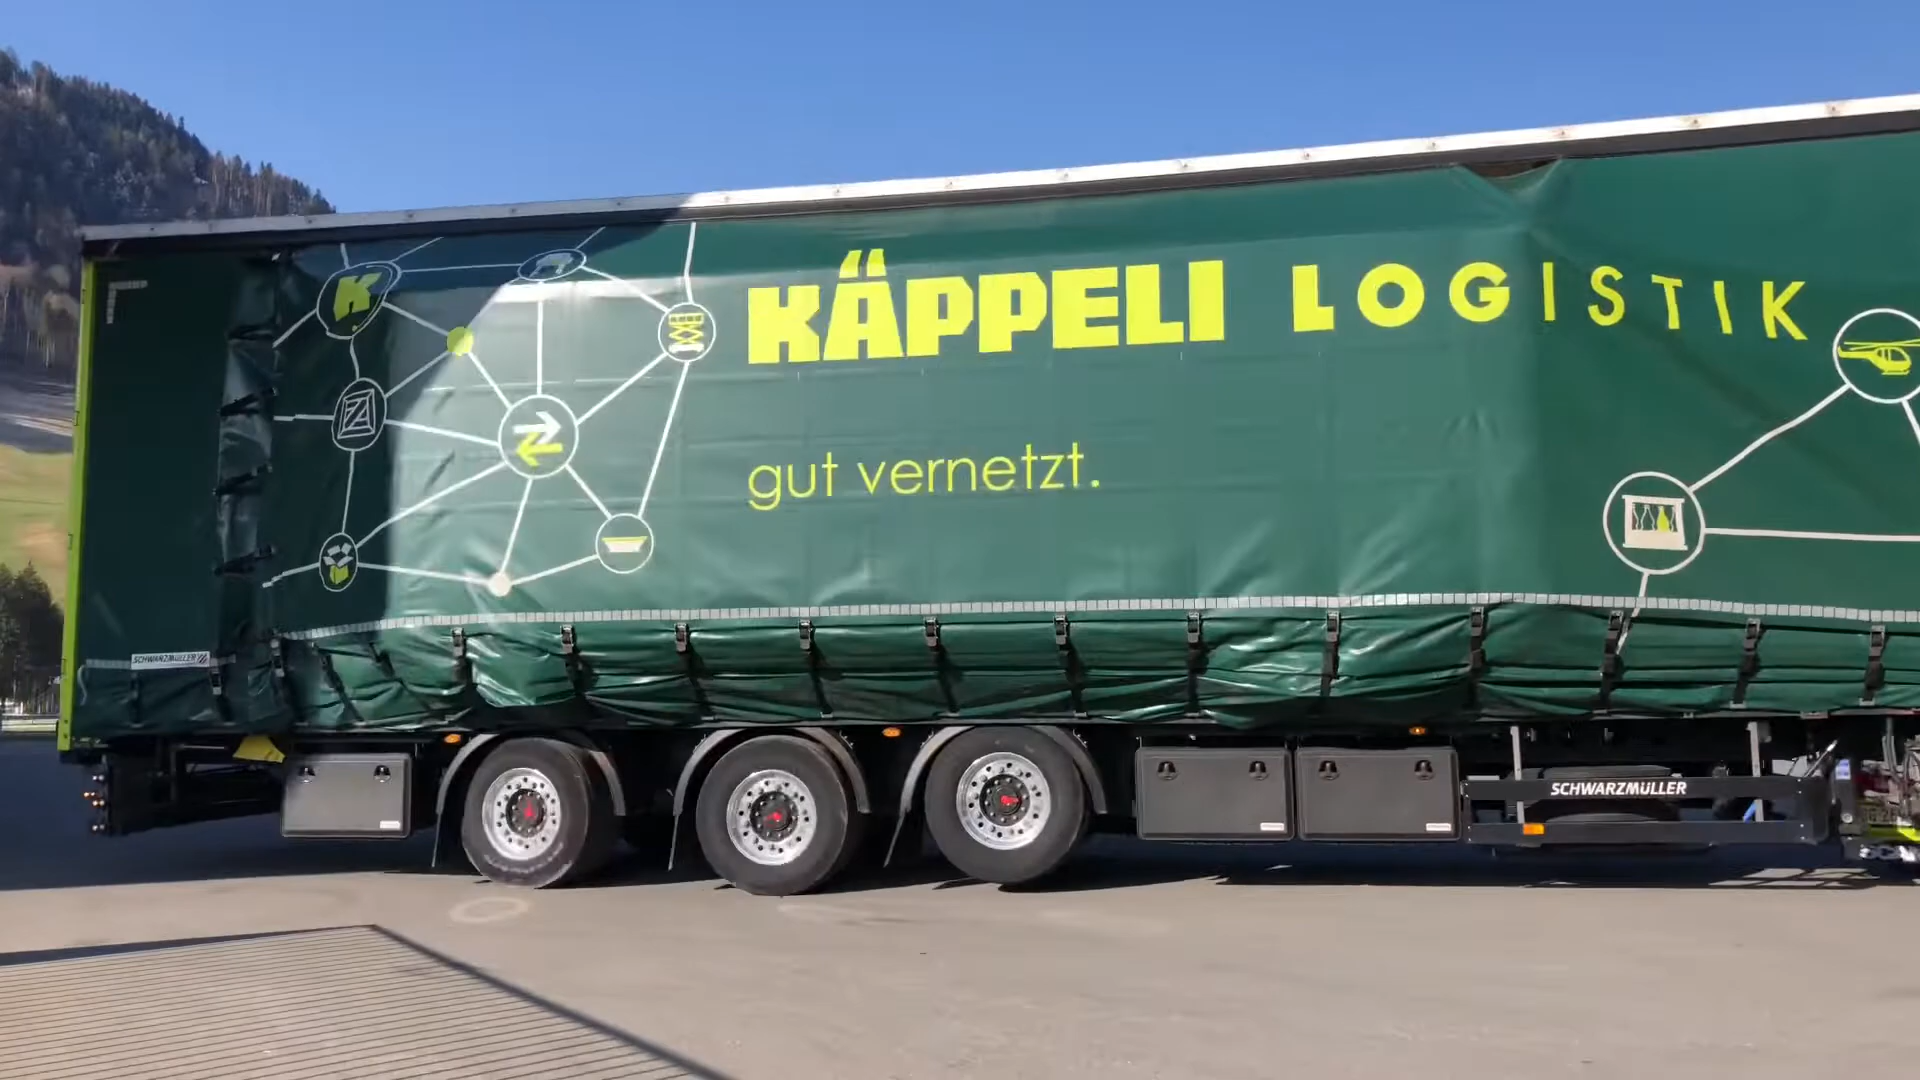 KÄPPELI LOGISTIK
gut vernetzt.
K.
SCHWARZMÜLLER
SCHWARZMÜLLER